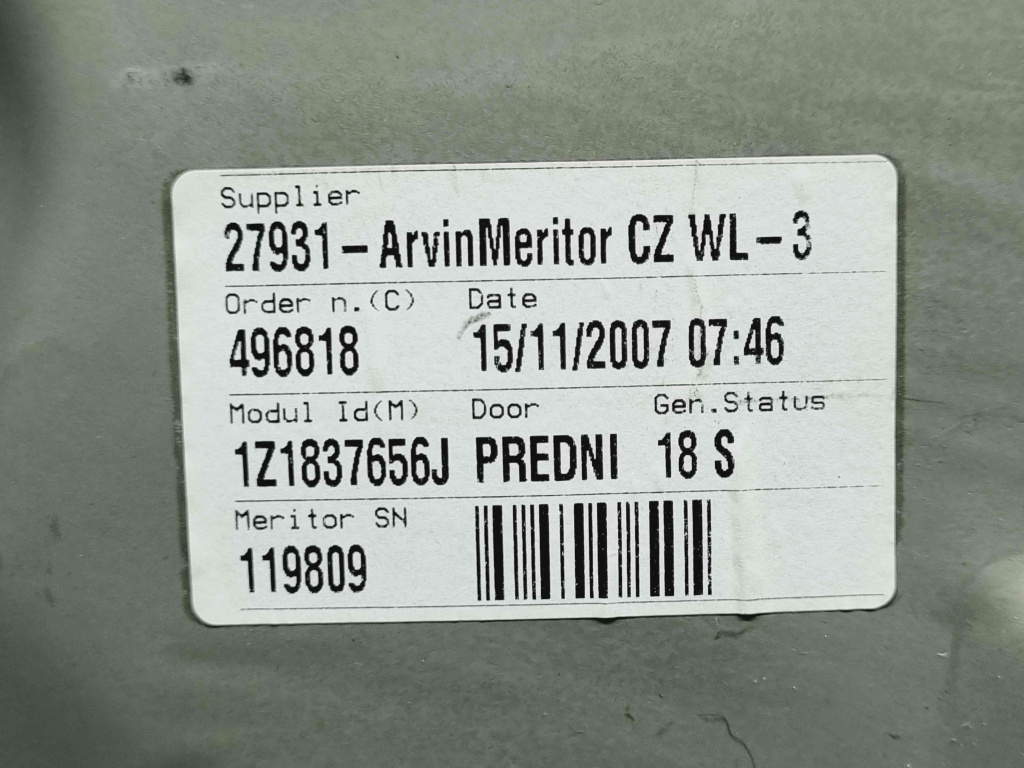 Supplier
27931-ArvinMeritor CZ WL-3
Order n.(C) Date
496818 15/11/2007 07:46
Modul Id(M) Door Gen.Status
1Z1837656J PREDNI 18 S
Meritor SN
119809